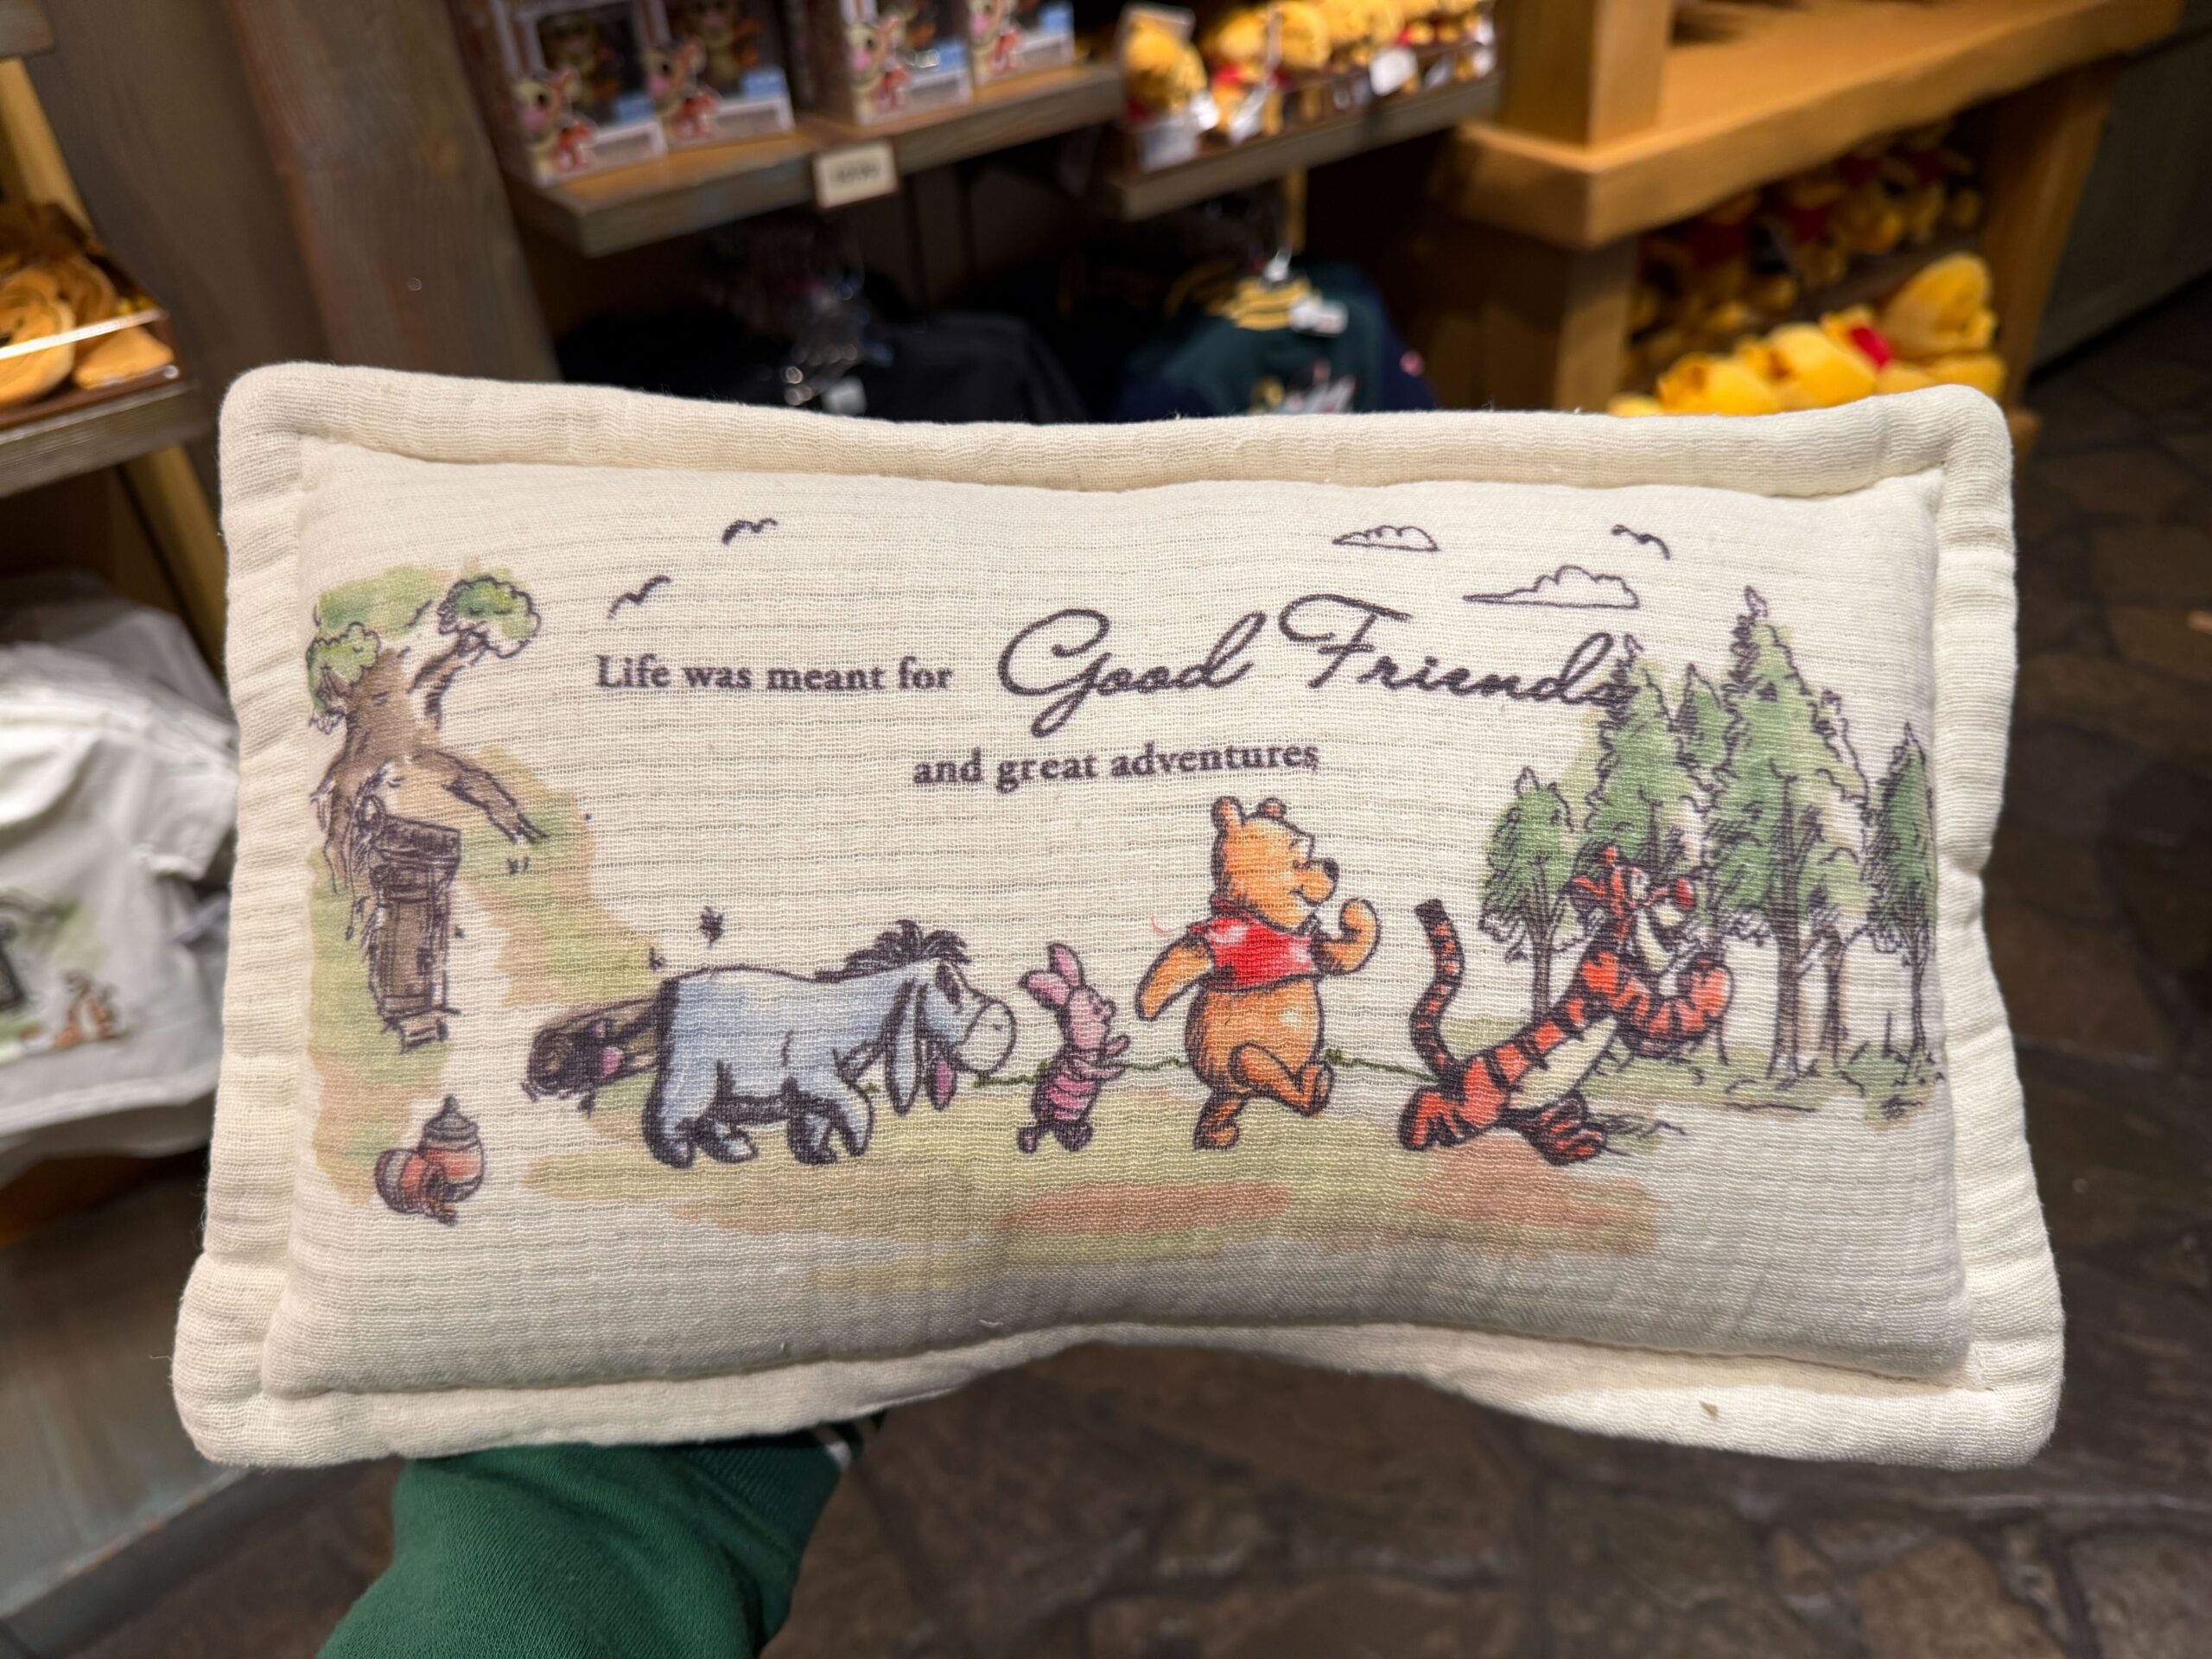 Life was meant for Good Friends
and great adventures